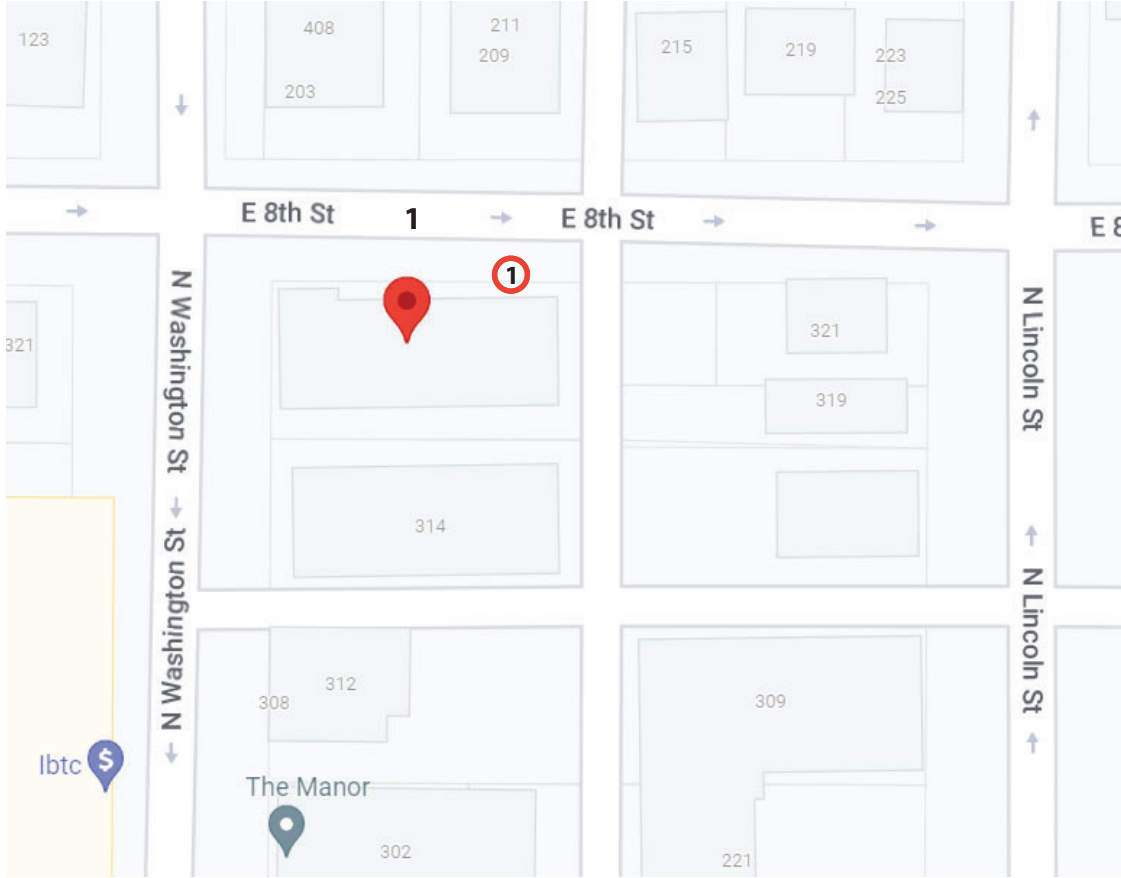 123
408
211
209
203
215
219
223
225
E 8th St
1
E 8th St
E 8
1
N Washington St
N Lincoln St
321
321
319
314
N Washington St
N Lincoln St
312
308
309
Ibtc
$
The Manor
302
221